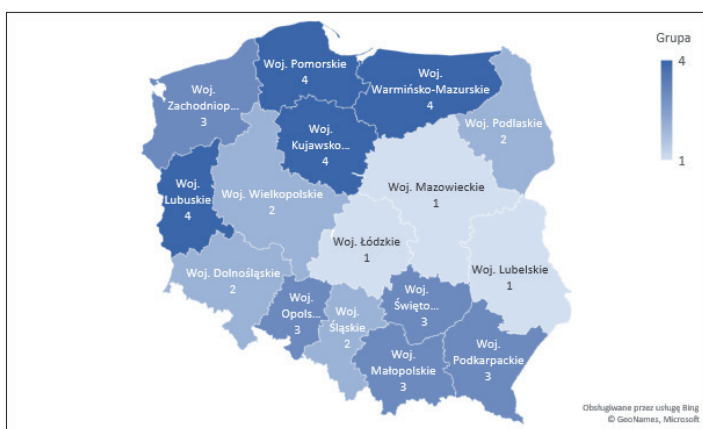 Grupa
4
1
Woj. Pomorskie
4
Woj.
Warmińsko-Mazurskie
4
Woj.
Zachodniop...
3
Woj.
Kujawsko...
4
Woj. Podlaskie
2
Woj.
Lubuskie
4
Woj. Wielkopolskie
2
Woj. Mazowieckie
1
Woj. Łódzkie
1
Woj. Lubelskie
1
Woj. Dolnośląskie
2
Woj.
Opols...
3
Woj.
Śląskie
2
Woj.
Święto...
3
Woj.
Małopolskie
3
Woj.
Podkarpackie
3
Obsługiwane przez usługę Bing
© GeoNames, Microsoft